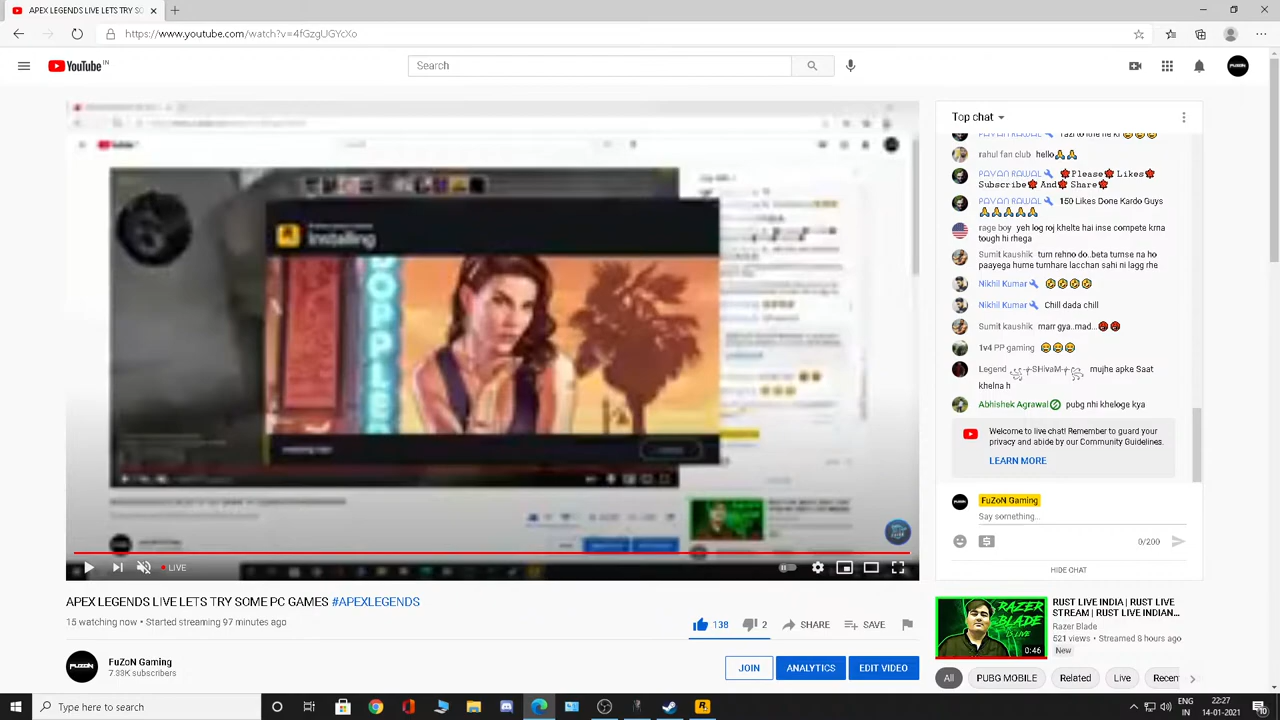 APEX LEGENDS LIVE LETS TRY SO
https://www.youtube.com/watch?v=4fGzgUGYcXo
YouTube IN
Search
Installing
LIVE
APEX LEGENDS LIVE LETS TRY SOME PC GAMES #APEXLEGENDS
15 watching now • Started streaming 97 minutes ago
138
2
SHARE
SAVE
FuZoN Gaming
7.33K subscribers
JOIN
ANALYTICS
EDIT VIDEO
Top chat
rahul fan club hello
PAVAN RAWAL Please Likes
Subscribe And Share
PAVAN RAWAL 150 Likes Done Kardo Guys
rage boy yeh log roj khelte hai inse compete krna
tough hi rhega
Sumit kaushik tum rehno do..beta tumse na ho
paayega hume tumhare lacchan sahi ni lagg rhe
Nikhil Kumar
Nikhil Kumar Chill dada chill
Sumit kaushik marr gya..mad...
1v4 PP gaming
Legend SHivaM mujhe apke Saat
khelna h
Abhishek Agrawal pubg nhi kheloge kya
Welcome to live chat! Remember to guard your
privacy and abide by our Community Guidelines.
LEARN MORE
FuZoN Gaming
Say something...
0/200
HIDE CHAT
RAZER
BLADE
IS LIVE
0:46
RUST LIVE INDIA | RUST LIVE
STREAM | RUST LIVE INDIAN...
Razer Blade
521 views • Streamed 8 hours ago
New
All
PUBG MOBILE
Related
Live
Recen
Type here to search
ENG
IN
22:27
14-01-2021
10